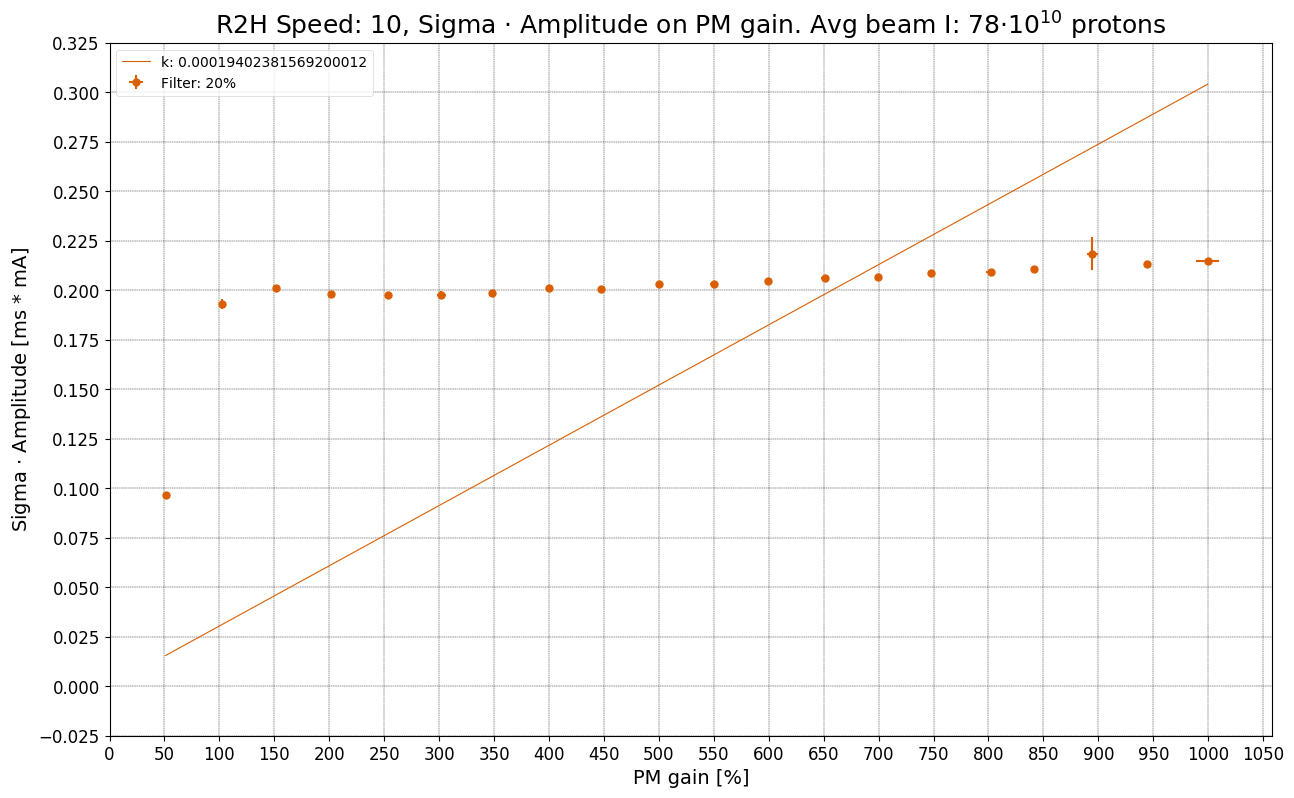 R2H Speed: 10, Sigma · Amplitude on PM gain. Avg beam I: 78·10^10 protons
k: 0.00019402381569200012
Filter: 20%
Sigma · Amplitude [ms * mA]
0.325
0.300
0.275
0.250
0.225
0.200
0.175
0.150
0.125
0.100
0.075
0.050
0.025
0.000
−0.025
0 50 100 150 200 250 300 350 400 450 500 550 600 650 700 750 800 850 900 950 1000 1050
PM gain [%]